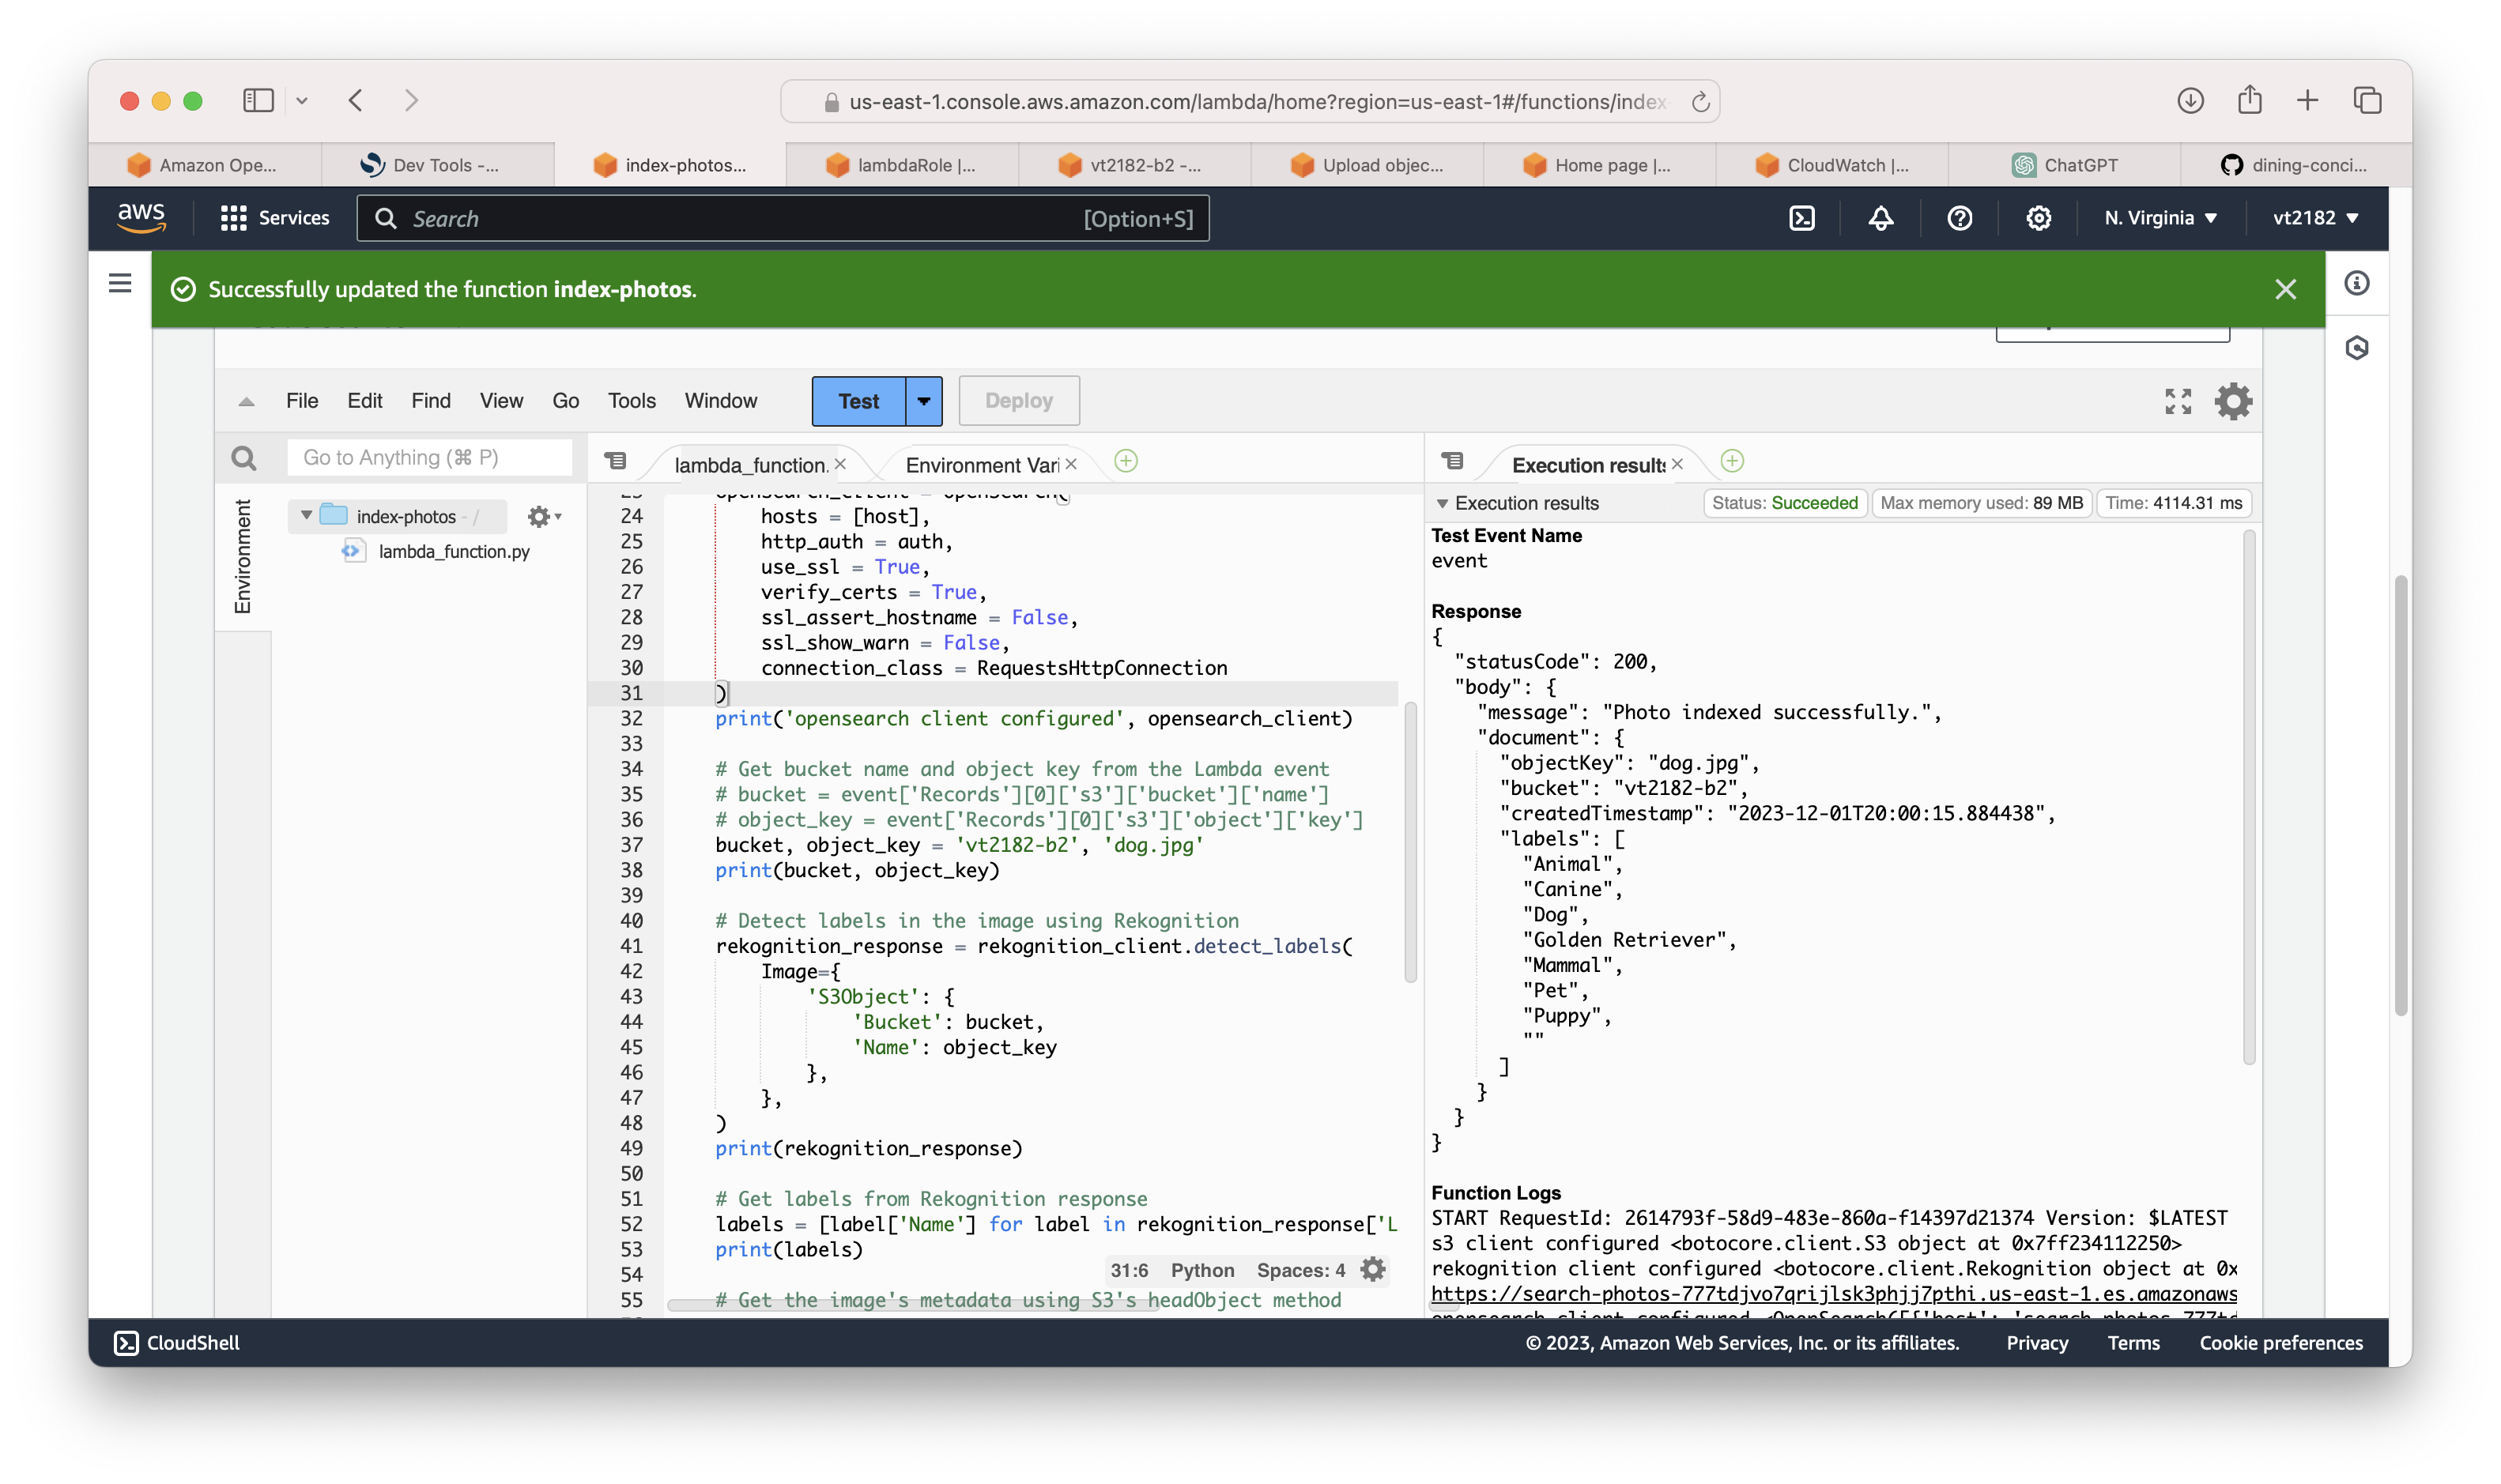 us-east-1.console.aws.amazon.com/lambda/home?region=us-east-1#/functions/index
Amazon Ope...
Dev Tools -...
index-photos...
lambdaRole |...
vt2182-b2 -...
Upload objec...
Home page |...
CloudWatch |...
ChatGPT
dining-conci...
aws
Services
Search
[Option+S]
N. Virginia
vt2182
Successfully updated the function index-photos.
File Edit Find View Go Tools Window
Test
Deploy
Go to Anything (⌘ P)
Environment
index-photos - /
lambda_function.py
lambda_function.
Environment Vari
23 opensearch_client = OpenSearch(
24 hosts = [host],
25 http_auth = auth,
26 use_ssl = True,
27 verify_certs = True,
28 ssl_assert_hostname = False,
29 ssl_show_warn = False,
30 connection_class = RequestsHttpConnection
31 )
32 print('opensearch client configured', opensearch_client)
33
34 # Get bucket name and object key from the Lambda event
35 # bucket = event['Records'][0]['s3']['bucket']['name']
36 # object_key = event['Records'][0]['s3']['object']['key']
37 bucket, object_key = 'vt2182-b2', 'dog.jpg'
38 print(bucket, object_key)
39
40 # Detect labels in the image using Rekognition
41 rekognition_response = rekognition_client.detect_labels(
42 Image={
43 'S3Object': {
44 'Bucket': bucket,
45 'Name': object_key
46 },
47 },
48 )
49 print(rekognition_response)
50
51 # Get labels from Rekognition response
52 labels = [label['Name'] for label in rekognition_response['L
53 print(labels)
54
55 # Get the image's metadata using S3's headObject method
31:6 Python Spaces: 4
Execution results
Execution results
Status: Succeeded
Max memory used: 89 MB
Time: 4114.31 ms
Test Event Name
event
Response
{
"statusCode": 200,
"body": {
"message": "Photo indexed successfully.",
"document": {
"objectKey": "dog.jpg",
"bucket": "vt2182-b2",
"createdTimestamp": "2023-12-01T20:00:15.884438",
"labels": [
"Animal",
"Canine",
"Dog",
"Golden Retriever",
"Mammal",
"Pet",
"Puppy",
""
]
}
}
}
Function Logs
START RequestId: 2614793f-58d9-483e-860a-f14397d21374 Version: $LATEST
s3 client configured <botocore.client.S3 object at 0x7ff234112250>
rekognition client configured <botocore.client.Rekognition object at 0x
https://search-photos-777tdjvo7qrijlsk3phjj7pthi.us-east-1.es.amazonaws
opensearch client configured <OpenSearch([{'host': 'search-photos-777td
CloudShell
© 2023, Amazon Web Services, Inc. or its affiliates.
Privacy
Terms
Cookie preferences